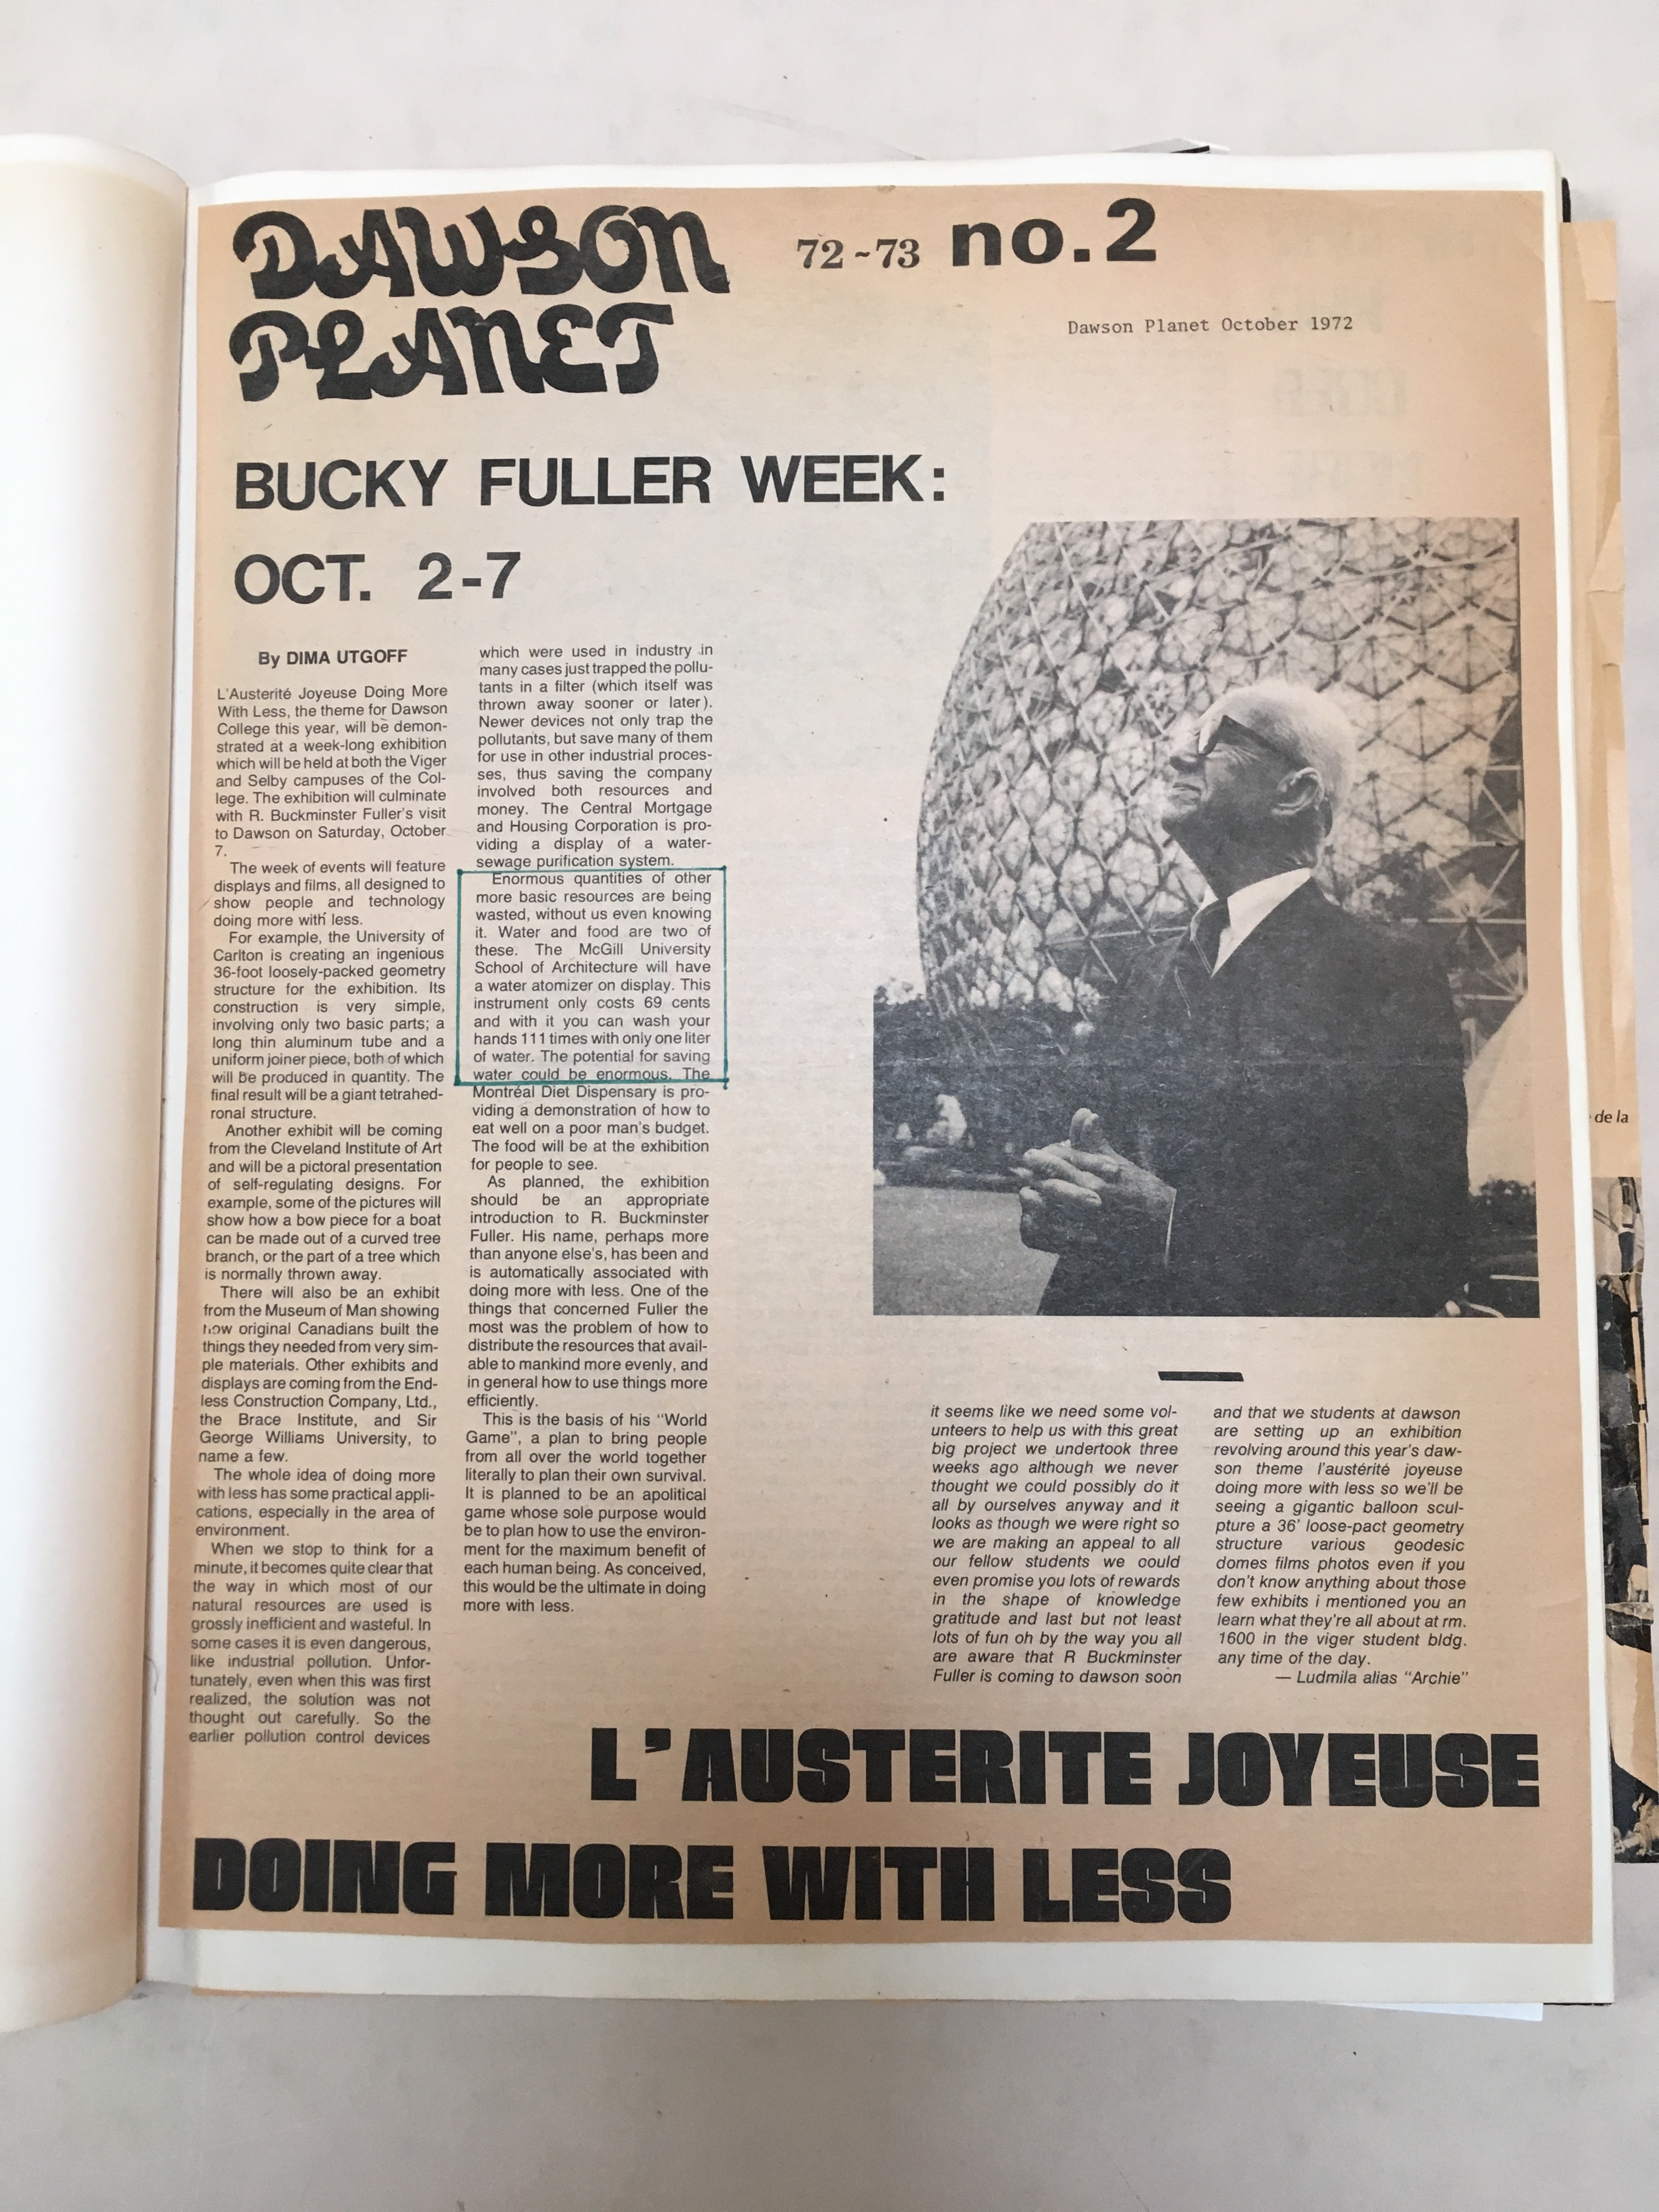 DAWSON
PLANET
72~73 no.2
Dawson Planet October 1972
BUCKY FULLER WEEK:
OCT. 2-7
By DIMA UTGOFF
L'Austerité Joyeuse Doing More
With Less, the theme for Dawson
College this year, will be demon-
strated at a week-long exhibition
which will be held at both the Viger
and Selby campuses of the Col-
lege. The exhibition will culminate
with R. Buckminster Fuller's visit
to Dawson on Saturday, October
7.
The week of events will feature
displays and films, all designed to
show people and technology
doing more with less.
For example, the University of
Carlton is creating an ingenious
36-foot loosely-packed geometry
structure for the exhibition. Its
construction is very simple,
involving only two basic parts; a
long thin aluminum tube and a
uniform joiner piece, both of which
will be produced in quantity. The
final result will be a giant tetrahed-
ronal structure.
Another exhibit will be coming
from the Cleveland Institute of Art
and will be a pictoral presentation
of self-regulating designs. For
example, some of the pictures will
show how a bow piece for a boat
can be made out of a curved tree
branch, or the part of a tree which
is normally thrown away.
There will also be an exhibit
from the Museum of Man showing
how original Canadians built the
things they needed from very sim-
ple materials. Other exhibits and
displays are coming from the End-
less Construction Company, Ltd.,
the Brace Institute, and Sir
George Williams University, to
name a few.
The whole idea of doing more
with less has some practical appli-
cations, especially in the area of
environment.
When we stop to think for a
minute, it becomes quite clear that
the way in which most of our
natural resources are used is
grossly inefficient and wasteful. In
some cases it is even dangerous,
like industrial pollution. Unfor-
tunately, even when this was first
realized, the solution was not
thought out carefully. So the
earlier pollution control devices
which were used in industry in
many cases just trapped the pollu-
tants in a filter (which itself was
thrown away sooner or later).
Newer devices not only trap the
pollutants, but save many of them
for use in other industrial proces-
ses, thus saving the company
involved both resources and
money. The Central Mortgage
and Housing Corporation is pro-
viding a display of a water-
sewage purification system.
Enormous quantities of other
more basic resources are being
wasted, without us even knowing
it. Water and food are two of
these. The McGill University
School of Architecture will have
a water atomizer on display. This
instrument only costs 69 cents
and with it you can wash your
hands 111 times with only one liter
of water. The potential for saving
water could be enormous. The
Montréal Diet Dispensary is pro-
viding a demonstration of how to
eat well on a poor man's budget.
The food will be at the exhibition
for people to see.
As planned, the exhibition
should be an appropriate
introduction to R. Buckminster
Fuller. His name, perhaps more
than anyone else's, has been and
is automatically associated with
doing more with less. One of the
things that concerned Fuller the
most was the problem of how to
distribute the resources that avail-
able to mankind more evenly, and
in general how to use things more
efficiently.
This is the basis of his "World
Game", a plan to bring people
from all over the world together
literally to plan their own survival.
It is planned to be an apolitical
game whose sole purpose would
be to plan how to use the environ-
ment for the maximum benefit of
each human being. As conceived,
this would be the ultimate in doing
more with less.
it seems like we need some vol-
unteers to help us with this great
big project we undertook three
weeks ago although we never
thought we could possibly do it
all by ourselves anyway and it
looks as though we were right so
we are making an appeal to all
our fellow students we oould
even promise you lots of rewards
in the shape of knowledge
gratitude and last but not least
lots of fun oh by the way you all
are aware that R Buckminster
Fuller is coming to dawson soon
and that we students at dawson
are setting up an exhibition
revolving around this year's daw-
son theme l'austérité joyeuse
doing more with less so we'll be
seeing a gigantic balloon scul-
pture a 36' loose-pact geometry
structure various geodesic
domes films photos even if you
don't know anything about those
few exhibits i mentioned you an
learn what they're all about at rm.
1600 in the viger student bldg.
any time of the day.
— Ludmila alias "Archie"
L'AUSTERITE JOYEUSE
DOING MORE WITH LESS
de la